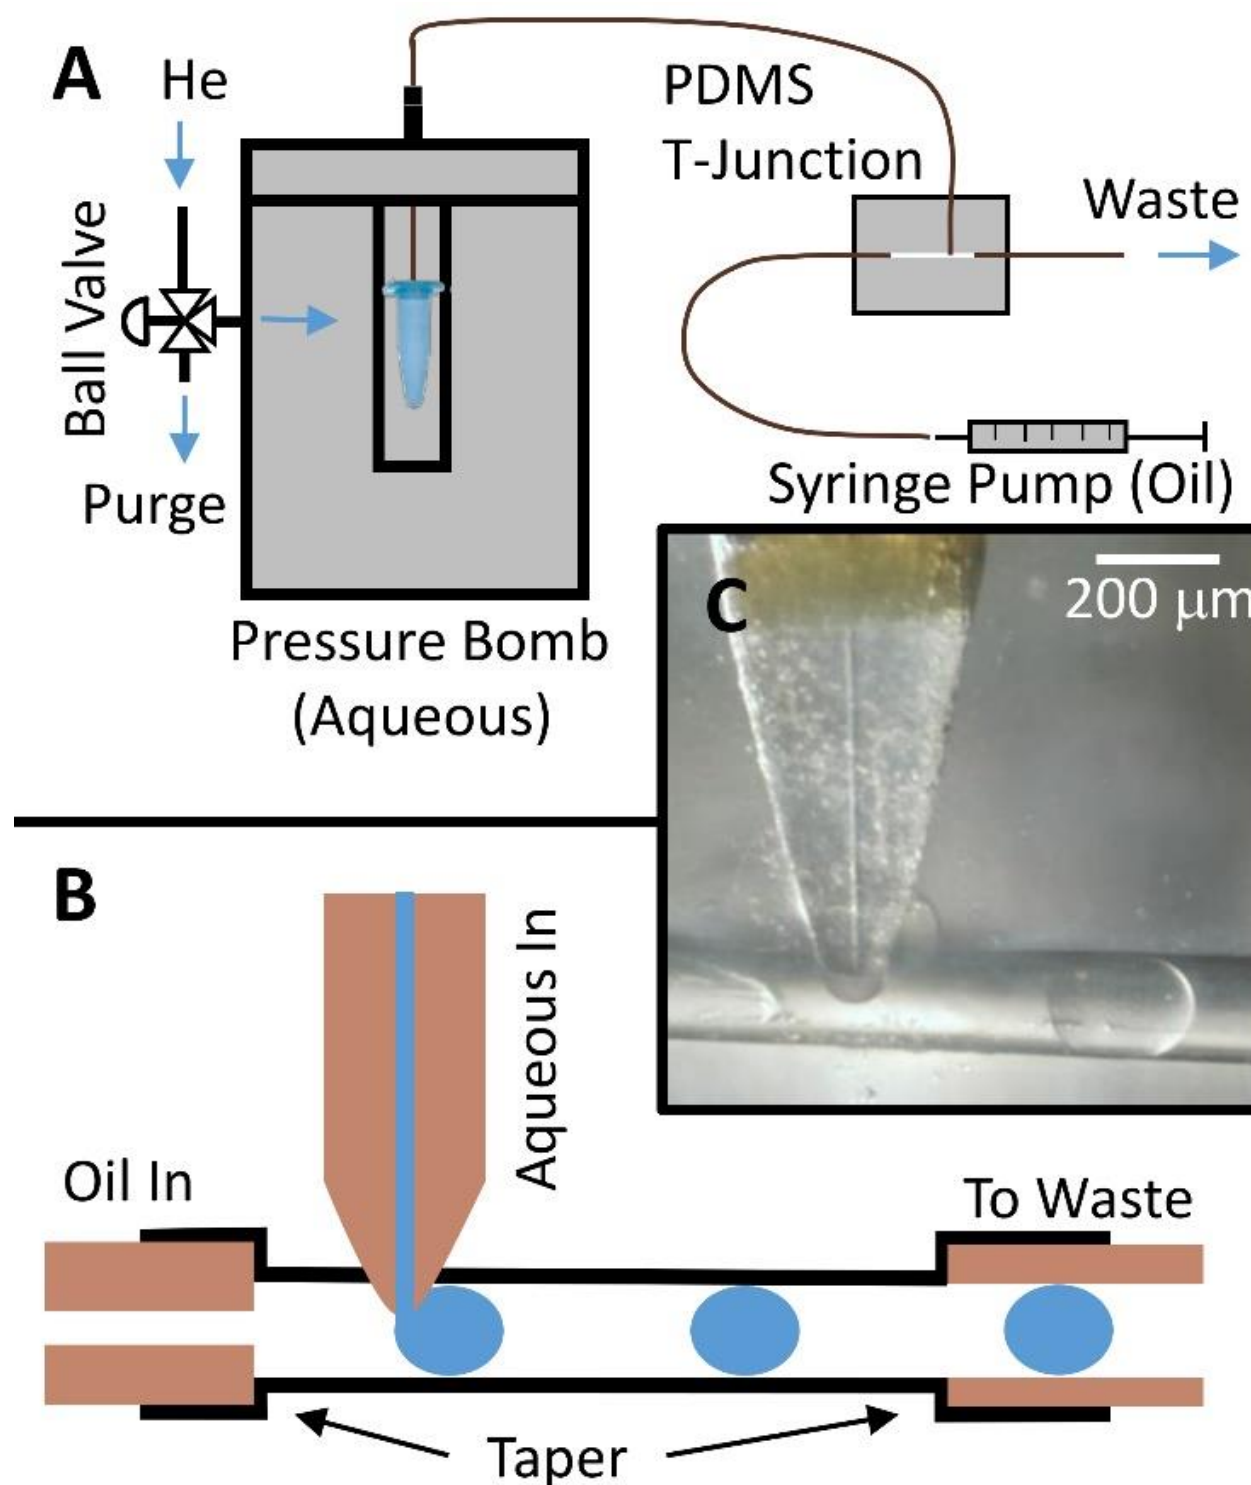 A
He
PDMS
T-Junction
Waste
Ball Valve
Purge
Syringe Pump (Oil)
Pressure Bomb
(Aqueous)
C
200 μm
B
Aqueous In
Oil In
To Waste
Taper